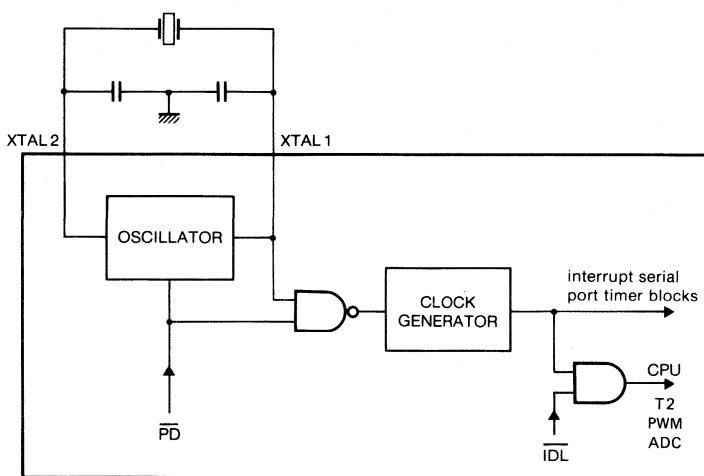 XTAL 2
XTAL 1
OSCILLATOR
CLOCK
GENERATOR
interrupt serial
port timer blocks
CPU
T2
PWM
ADC
PD
IDL